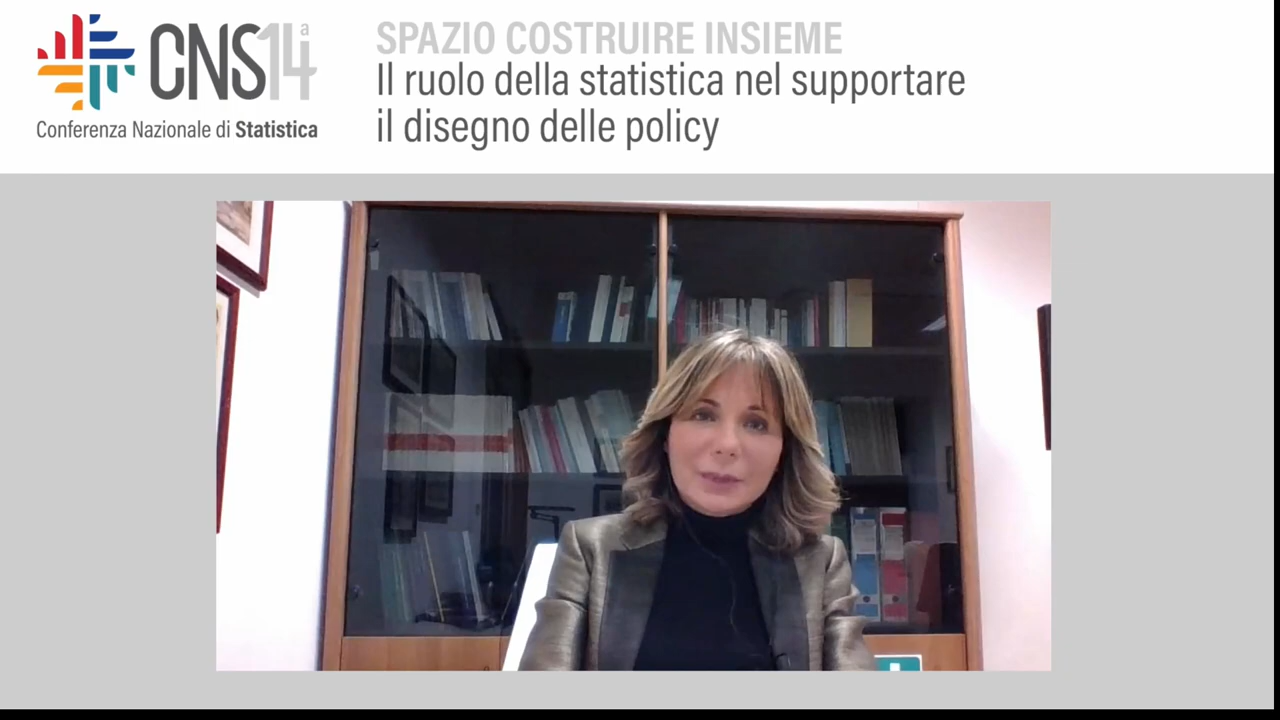 CNS14ª
Conferenza Nazionale di Statistica
SPAZIO COSTRUIRE INSIEME
Il ruolo della statistica nel supportare
il disegno delle policy